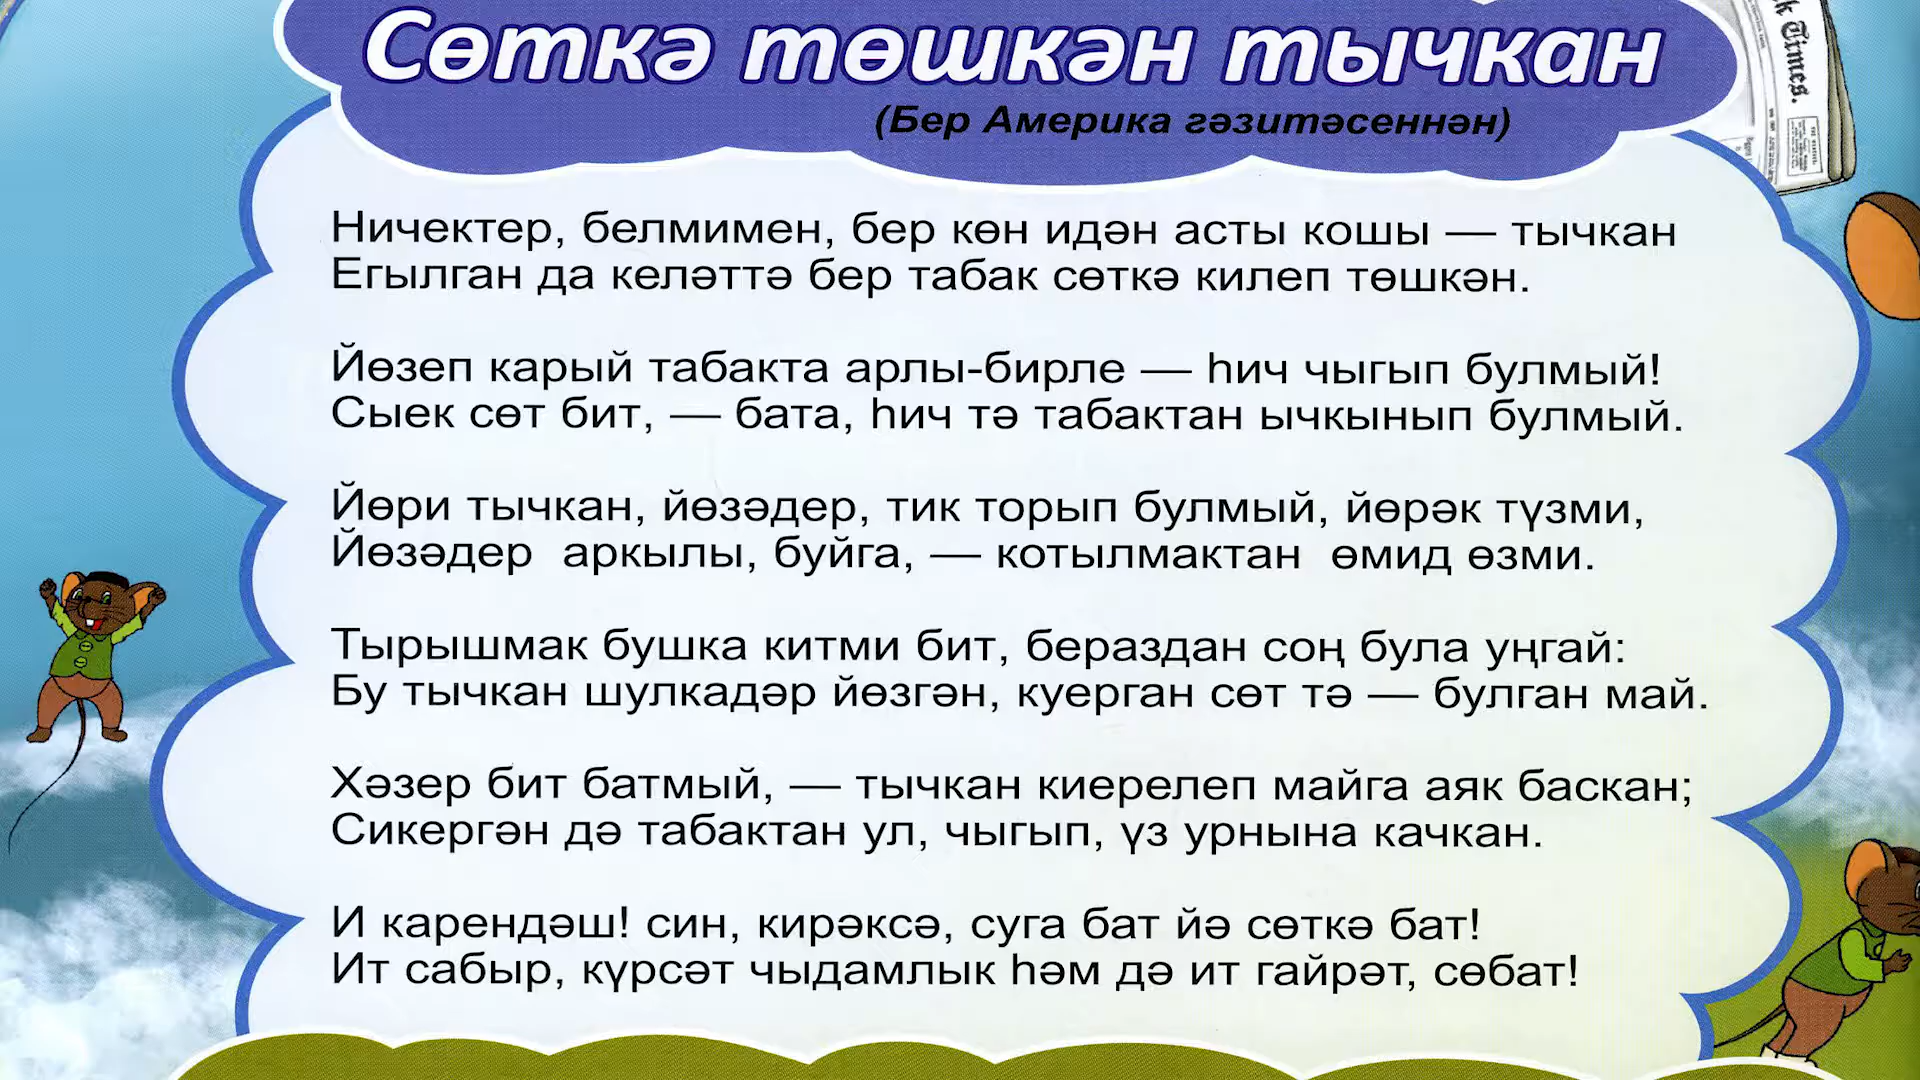 Сөткә төшкән тычкан
(Бер Америка гәзитәсеннән)
k Times.
Ничектер, белмимен, бер көн идән асты кошы — тычкан
Егылган да келәттә бер табак сөткә килеп төшкән.
Йөзеп карый табакта арлы-бирле — һич чыгып булмый!
Сыек сөт бит, — бата, һич тә табактан ычкынып булмый.
Йөри тычкан, йөзәдер, тик торып булмый, йөрәк түзми,
Йөзәдер аркылы, буйга, — котылмактан өмид өзми.
Тырышмак бушка китми бит, бераздан соң була уңгай:
Бу тычкан шулкадәр йөзгән, куерган сөт тә — булган май.
Хәзер бит батмый, — тычкан киерелеп майга аяк баскан;
Сикергән дә табактан ул, чыгып, үз урнына качкан.
И карендәш! син, кирәксә, суга бат йә сөткә бат!
Ит сабыр, күрсәт чыдамлык һәм дә ит гайрәт, сөбат!